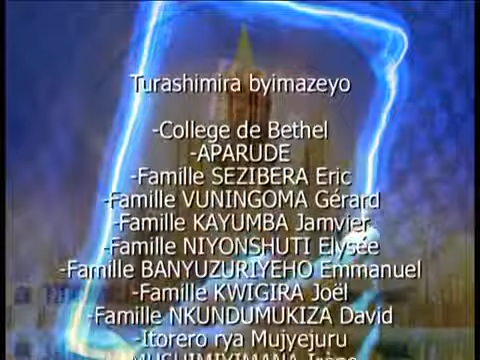 Turashimira byimazeyo
-College de Bethel
-APARUDE
-Famille SEZIBERA Eric
-Famille VUNINGOMA Gérard
-Famille KAYUMBA Jamvier
-Famille NIYONSHUTI Elysée
-Famille BANYUZURIYEHO Emmanuel
-Famille KWIGIRA Joël
-Famille NKUNDUMUKIZA David
-Itorero rya Mujyejuru